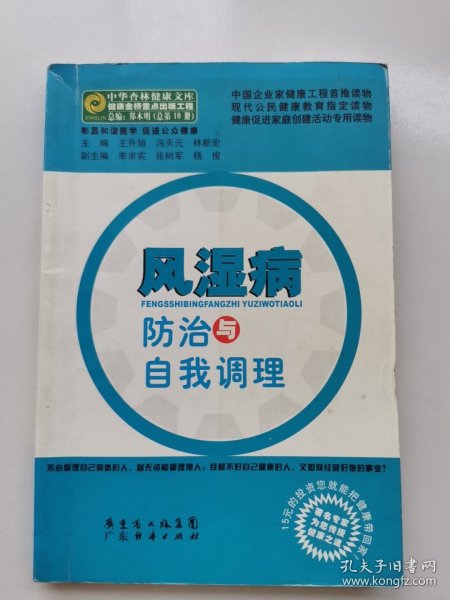 中华杏林健康文库
健康金桥重点出版工程
总编：郑木明（总第10册）
XINGLIN
中国企业家健康工程首推读物
现代公民健康教育指定读物
健康促进家庭创建活动专用读物
彰显和谐医学 促进公众健康
主 编 王升旭 冯天元 林新宏
副主编 李求实 张树军 杨 俊
风湿病
FENGSSHIBINGFANGZHI YUZIWOTIAOLI
防治与
自我调理
不会管理自己身体的人，就无资格管理他人；经营不好自己健康的人，又如何经营好他的事业？
15元的投资您就能把健康带回家！
著名专家
为您传授
健康之道
广东省出版集团
广东经济出版社
孔夫子旧书网
book.kongfz.com